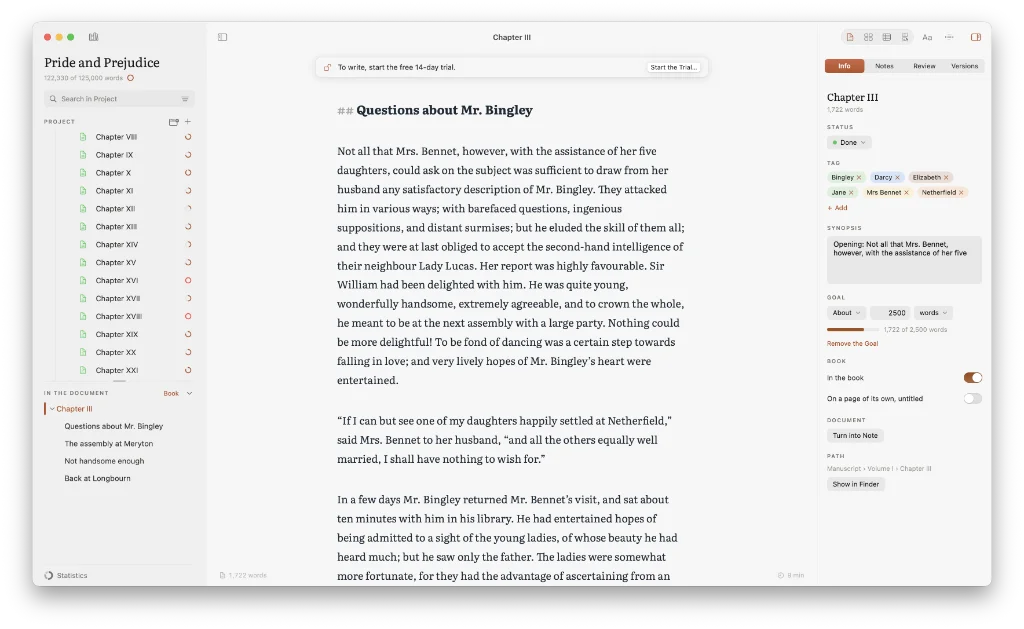 Chapter III
Pride and Prejudice
122,330 of 125,000 words
Search in Project
PROJECT
Chapter VIII
Chapter IX
Chapter X
Chapter XI
Chapter XII
Chapter XIII
Chapter XIV
Chapter XV
Chapter XVI
Chapter XVII
Chapter XVIII
Chapter XIX
Chapter XX
Chapter XXI
IN THE DOCUMENT Book
Chapter III
Questions about Mr. Bingley
The assembly at Meryton
Not handsome enough
Back at Longbourn
Statistics
To write, start the free 14-day trial. Start the Trial...
## Questions about Mr. Bingley
Not all that Mrs. Bennet, however, with the assistance of her five
daughters, could ask on the subject was sufficient to draw from her
husband any satisfactory description of Mr. Bingley. They attacked
him in various ways; with barefaced questions, ingenious
suppositions, and distant surmises; but he eluded the skill of them all;
and they were at last obliged to accept the second-hand intelligence of
their neighbour Lady Lucas. Her report was highly favourable. Sir
William had been delighted with him. He was quite young,
wonderfully handsome, extremely agreeable, and to crown the whole,
he meant to be at the next assembly with a large party. Nothing could
be more delightful! To be fond of dancing was a certain step towards
falling in love; and very lively hopes of Mr. Bingley’s heart were
entertained.
“If I can but see one of my daughters happily settled at Netherfield,”
said Mrs. Bennet to her husband, “and all the others equally well
married, I shall have nothing to wish for.”
In a few days Mr. Bingley returned Mr. Bennet’s visit, and sat about
ten minutes with him in his library. He had entertained hopes of
being admitted to a sight of the young ladies, of whose beauty he had
heard much; but he saw only the father. The ladies were somewhat
more fortunate, for they had the advantage of ascertaining from an
1,722 words
9 min
Aa
Info Notes Review Versions
Chapter III
1,722 words
STATUS
Done
TAG
Bingley × Darcy × Elizabeth ×
Jane × Mrs Bennet × Netherfield ×
+ Add
SYNOPSIS
Opening: Not all that Mrs. Bennet,
however, with the assistance of her five
GOAL
About 2500 words
1,722 of 2,500 words
Remove the Goal
BOOK
In the book
On a page of its own, untitled
DOCUMENT
Turn into Note
PATH
Manuscript › Volume I › Chapter III
Show in Finder